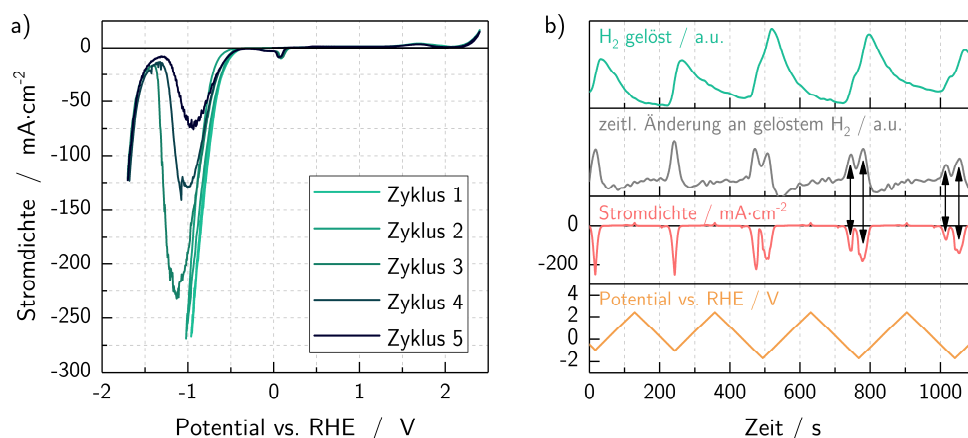 a)
Stromdichte / mA·cm⁻²
0
-50
-100
-150
-200
-250
-300
-2
-1
0
1
2
Potential vs. RHE / V
Zyklus 1
Zyklus 2
Zyklus 3
Zyklus 4
Zyklus 5
b)
H₂ gelöst / a.u.
zeitl. Änderung an gelöstem H₂ / a.u.
Stromdichte / mA·cm⁻²
0
-200
Potential vs. RHE / V
4
2
0
-2
0
200
400
600
800
1000
Zeit / s